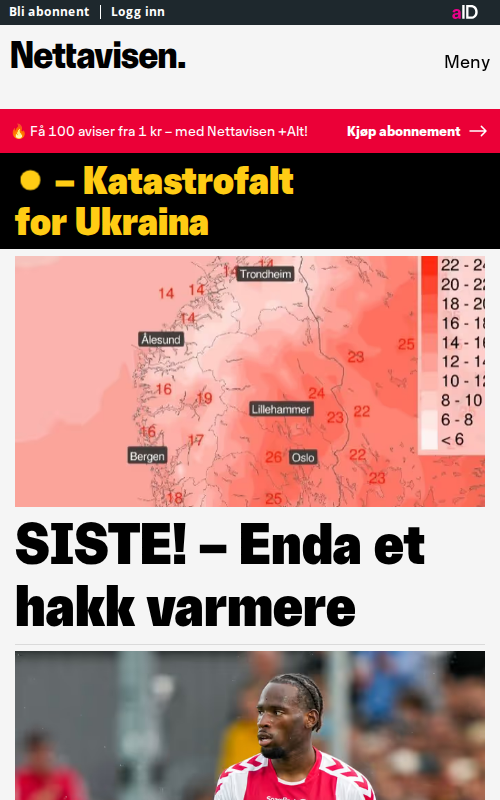 Bli abonnent | Logg inn
aID
Nettavisen.
Meny
🔥 Få 100 aviser fra 1 kr – med Nettavisen +Alt!
Kjøp abonnement →
– Katastrofalt
for Ukraina
Trondheim
14 14
14
14
Ålesund
16
19
16
17
Bergen
18
Lillehammer
24
23
22
23
25
26
Oslo
22
23
25
22 - 24
20 - 22
18 - 20
16 - 18
14 - 16
12 - 14
10 - 12
8 - 10
6 - 8
< 6
SISTE! – Enda et
hakk varmere